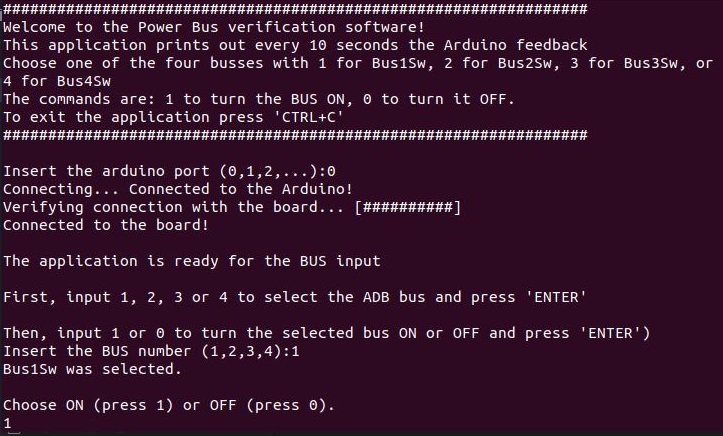 #################################################################
Welcome to the Power Bus verification software!
This application prints out every 10 seconds the Arduino feedback
Choose one of the four busses with 1 for Bus1Sw, 2 for Bus2Sw, 3 for Bus3Sw, or
4 for Bus4Sw
The commands are: 1 to turn the BUS ON, 0 to turn it OFF.
To exit the application press 'CTRL+C'
#################################################################
Insert the arduino port (0,1,2,...):0
Connecting... Connected to the Arduino!
Verifying connection with the board... [##########]
Connected to the board!
The application is ready for the BUS input
First, input 1, 2, 3 or 4 to select the ADB bus and press 'ENTER'
Then, input 1 or 0 to turn the selected bus ON or OFF and press 'ENTER')
Insert the BUS number (1,2,3,4):1
Bus1Sw was selected.
Choose ON (press 1) or OFF (press 0).
1